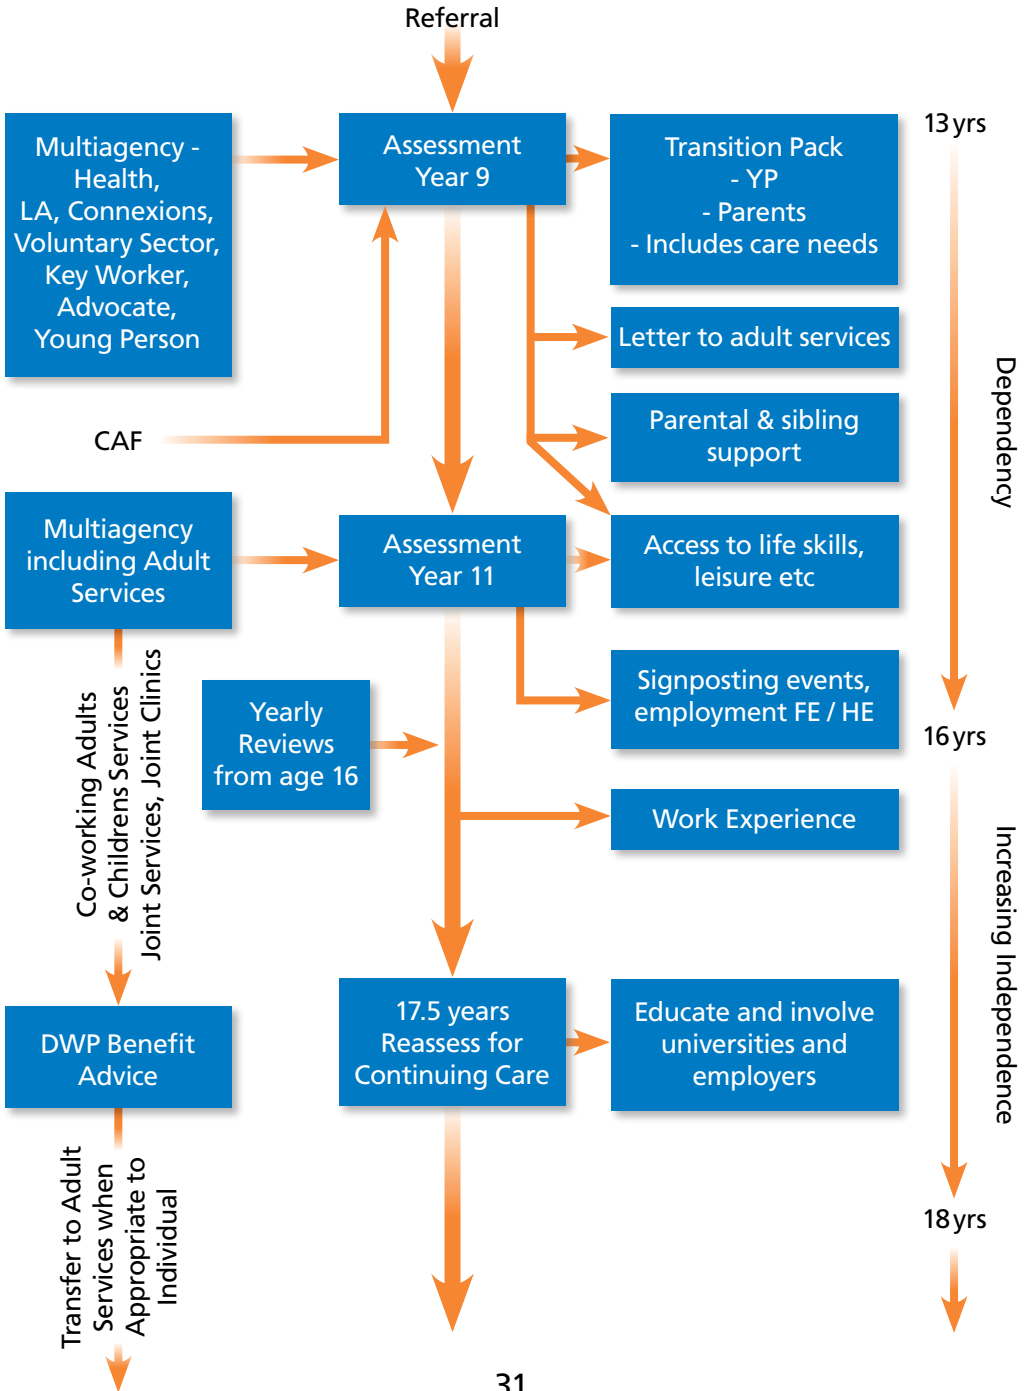 Referral
Multiagency -
Health,
LA, Connexions,
Voluntary Sector,
Key Worker,
Advocate,
Young Person
Assessment
Year 9
Transition Pack
- YP
- Parents
- Includes care needs
13 yrs
Letter to adult services
Dependency
Parental & sibling
support
CAF
Multiagency
including Adult
Services
Assessment
Year 11
Access to life skills,
leisure etc
Co-working Adults
& Childrens Services
Joint Services, Joint Clinics
Yearly
Reviews
from age 16
Signposting events,
employment FE / HE
16 yrs
Work Experience
Increasing Independence
DWP Benefit
Advice
17.5 years
Reassess for
Continuing Care
Educate and involve
universities and
employers
Transfer to Adult
Services when
Appropriate to
Individual
18 yrs
31